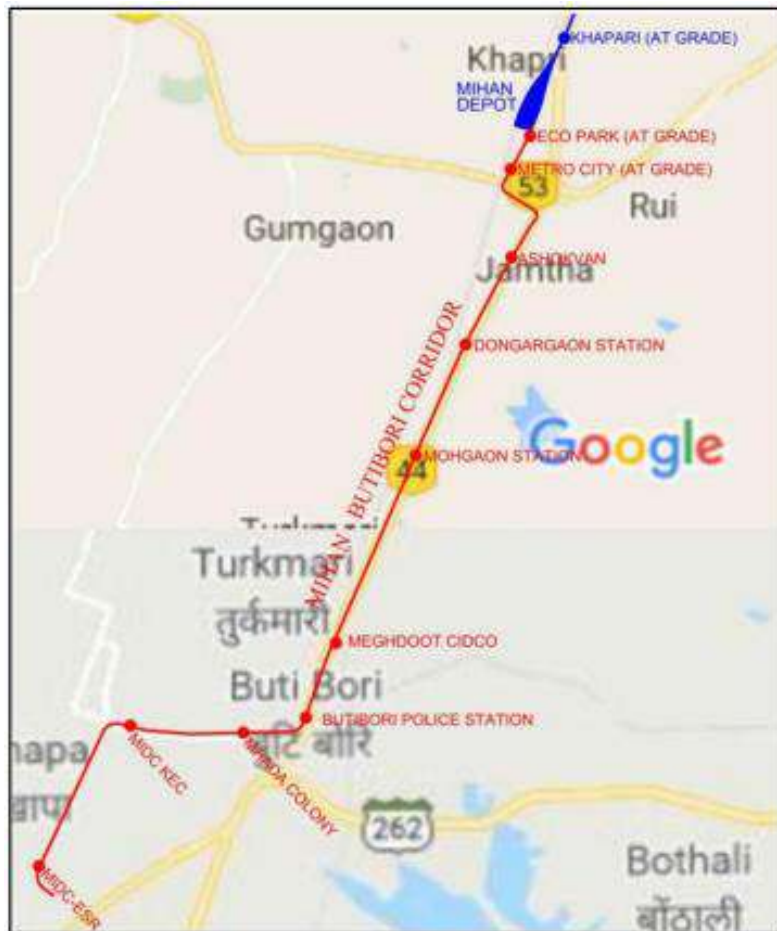 KHAPARI (AT GRADE)
Khapri
MIHAN
DEPOT
ECO PARK (AT GRADE)
METRO CITY (AT GRADE)
53
Rui
Gumgaon
ASHOKVAN
Jamtha
DONGARGAON STATION
MIHAN - BUTIBORI CORRIDOR
Google
MOHGAON STATION
44
Turkmari
तुर्कमारी
MEGHDOOT CIDCO
Buti Bori
BUTIBORI POLICE STATION
बुटि बोरि
MIDC KEC
MHADA COLONY
262
Bothali
बोंठाली
MIDC-ESR